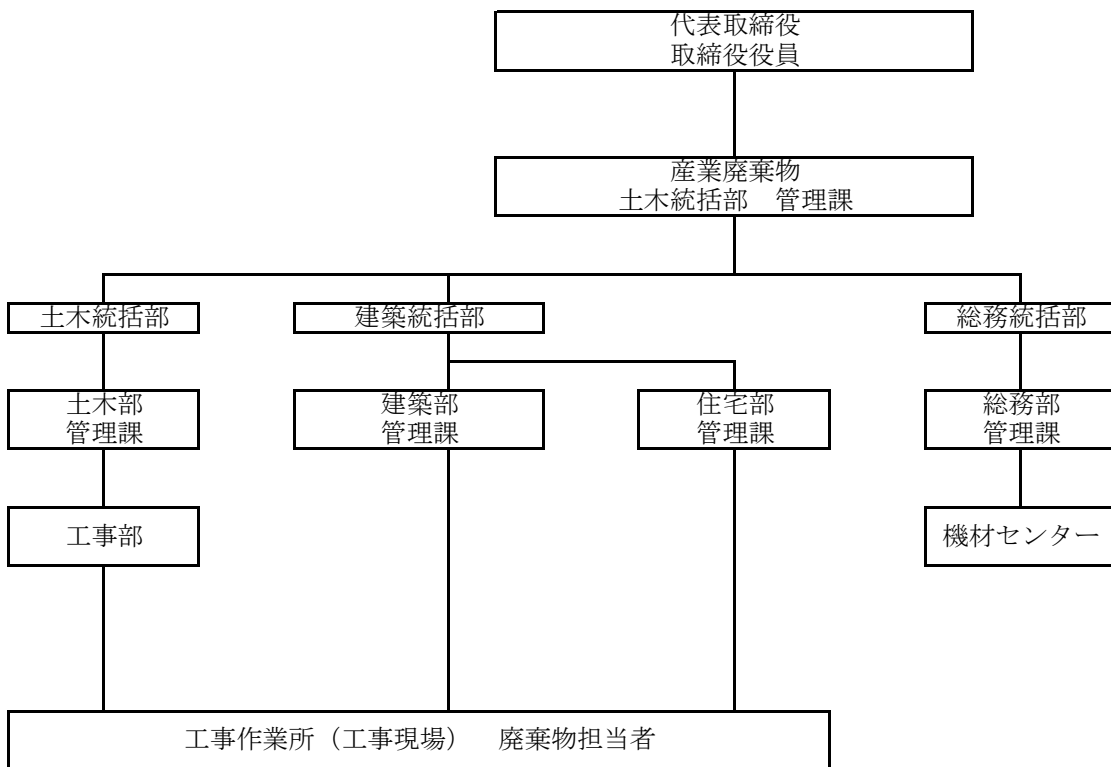 代表取締役
取締役役員
産業廃棄物
土木統括部　管理課
土木統括部
建築統括部
総務統括部
土木部
管理課
建築部
管理課
住宅部
管理課
総務部
管理課
工事部
機材センター
工事作業所（工事現場）　廃棄物担当者